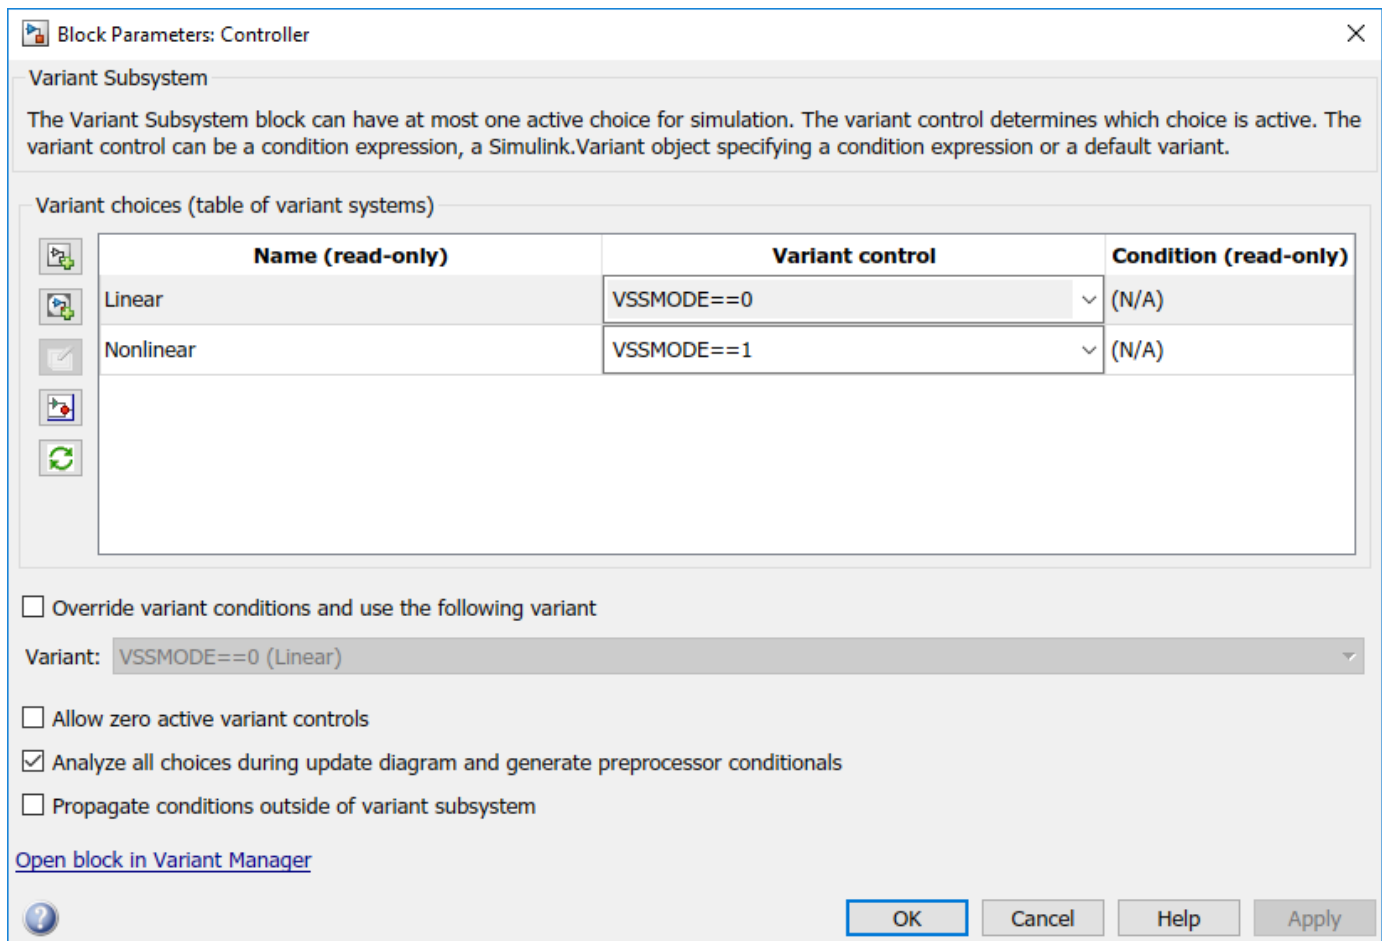 Block Parameters: Controller
Variant Subsystem
The Variant Subsystem block can have at most one active choice for simulation. The variant control determines which choice is active. The
variant control can be a condition expression, a Simulink.Variant object specifying a condition expression or a default variant.
Variant choices (table of variant systems)
Name (read-only) Variant control Condition (read-only)
Linear VSSMODE==0 (N/A)
Nonlinear VSSMODE==1 (N/A)
Override variant conditions and use the following variant
Variant: VSSMODE==0 (Linear)
Allow zero active variant controls
Analyze all choices during update diagram and generate preprocessor conditionals
Propagate conditions outside of variant subsystem
Open block in Variant Manager
? OK Cancel Help Apply